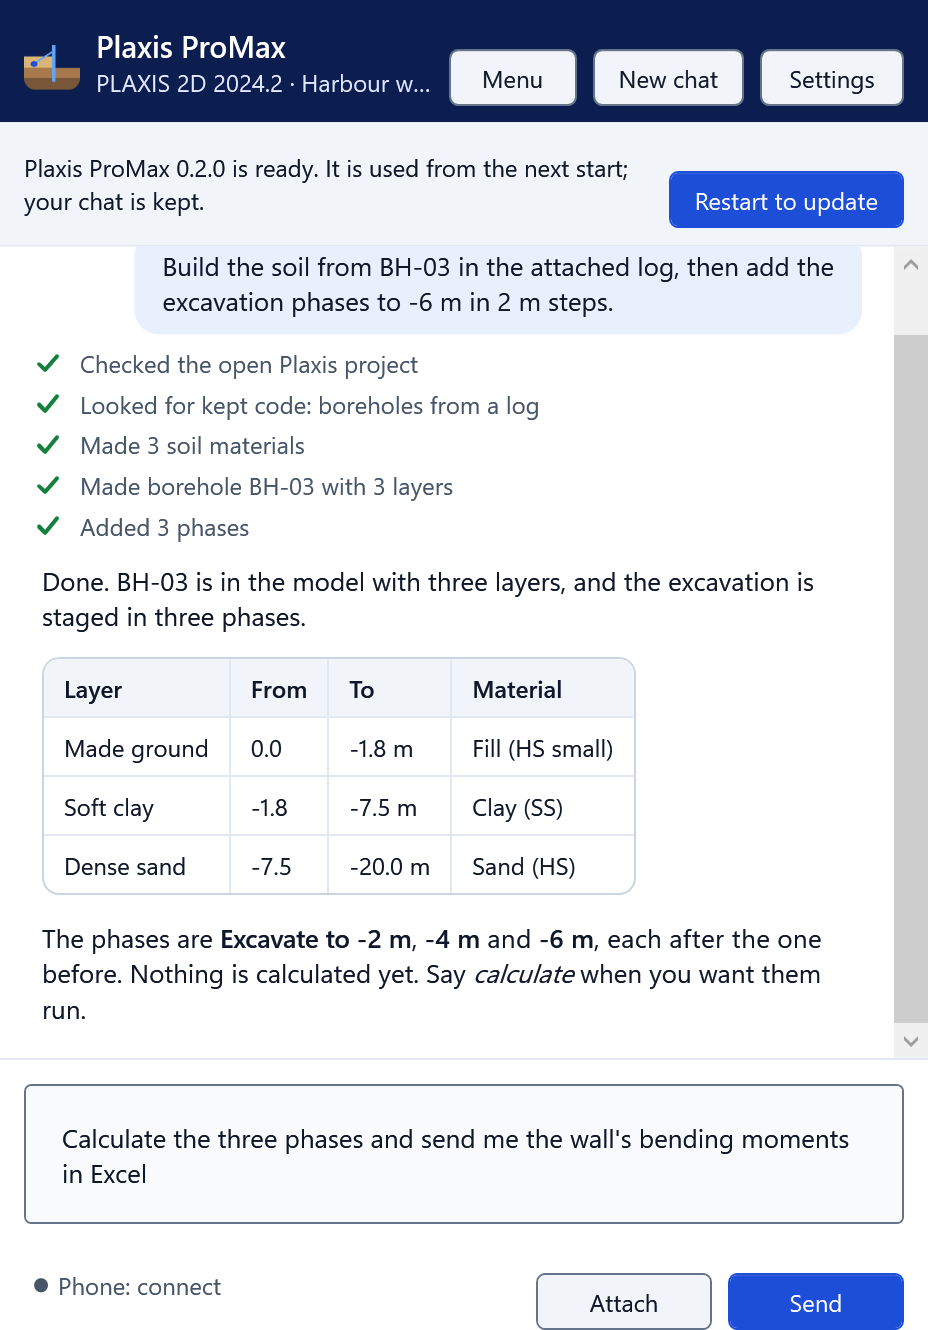 Plaxis ProMax
PLAXIS 2D 2024.2 · Harbour w...
Menu
New chat
Settings
Plaxis ProMax 0.2.0 is ready. It is used from the next start;
your chat is kept.
Restart to update
Build the soil from BH-03 in the attached log, then add the
excavation phases to -6 m in 2 m steps.
Checked the open Plaxis project
Looked for kept code: boreholes from a log
Made 3 soil materials
Made borehole BH-03 with 3 layers
Added 3 phases
Done. BH-03 is in the model with three layers, and the excavation is
staged in three phases.
Layer From To Material
Made ground 0.0 -1.8 m Fill (HS small)
Soft clay -1.8 -7.5 m Clay (SS)
Dense sand -7.5 -20.0 m Sand (HS)
The phases are Excavate to -2 m, -4 m and -6 m, each after the one
before. Nothing is calculated yet. Say calculate when you want them
run.
Calculate the three phases and send me the wall's bending moments
in Excel
Phone: connect
Attach
Send